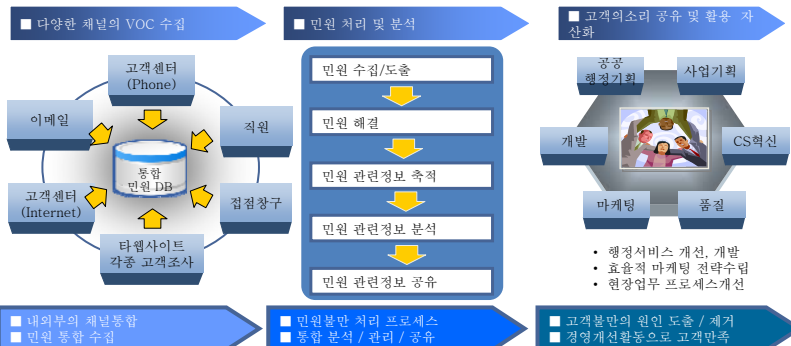 ■ 다양한 채널의 VOC 수집
고객센터
(Phone)
이메일
직원
통합
민원 DB
고객센터
(Internet)
접점창구
타웹사이트
각종 고객조사
■ 내외부의 채널통합
■ 민원 통합 수집
■ 민원 처리 및 분석
민원 수집/도출
민원 해결
민원 관련정보 축적
민원 관련정보 분석
민원 관련정보 공유
■ 민원불만 처리 프로세스
■ 통합 분석 / 관리 / 공유
■ 고객의소리 공유 및 활용 자
산화
공공
행정기획
사업기획
개발
CS혁신
마케팅
품질
• 행정서비스 개선, 개발
• 효율적 마케팅 전략수립
• 현장업무 프로세스개선
■ 고객불만의 원인 도출 / 제거
■ 경영개선활동으로 고객만족